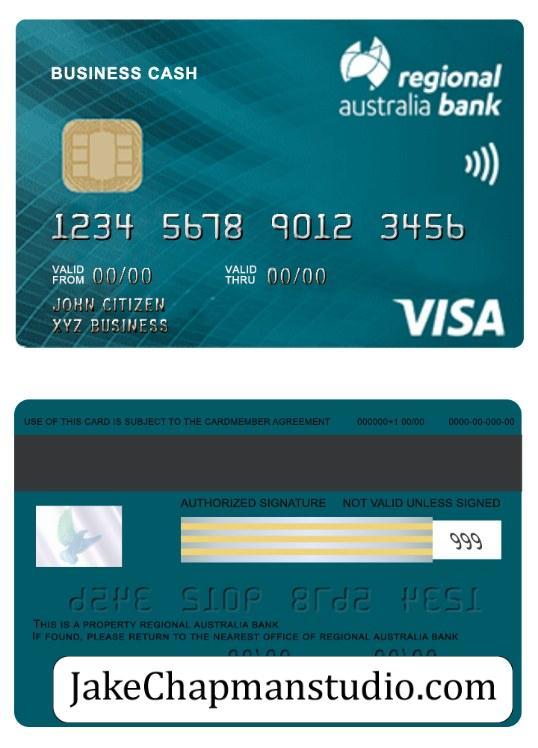 BUSINESS CASH
regional
australia bank
1234 5678 9012 3456
VALID FROM 00/00 VALID THRU 00/00
JOHN CITIZEN
XYZ BUSINESS
VISA
USE OF THIS CARD IS SUBJECT TO THE CARDMEMBER AGREEMENT 000000+1 00/00 0000-00-000-00
AUTHORIZED SIGNATURE NOT VALID UNLESS SIGNED
999
THIS IS A PROPERTY REGIONAL AUSTRALIA BANK
IF FOUND, PLEASE RETURN TO THE NEAREST OFFICE OF REGIONAL AUSTRALIA BANK
JakeChapmanstudio.com